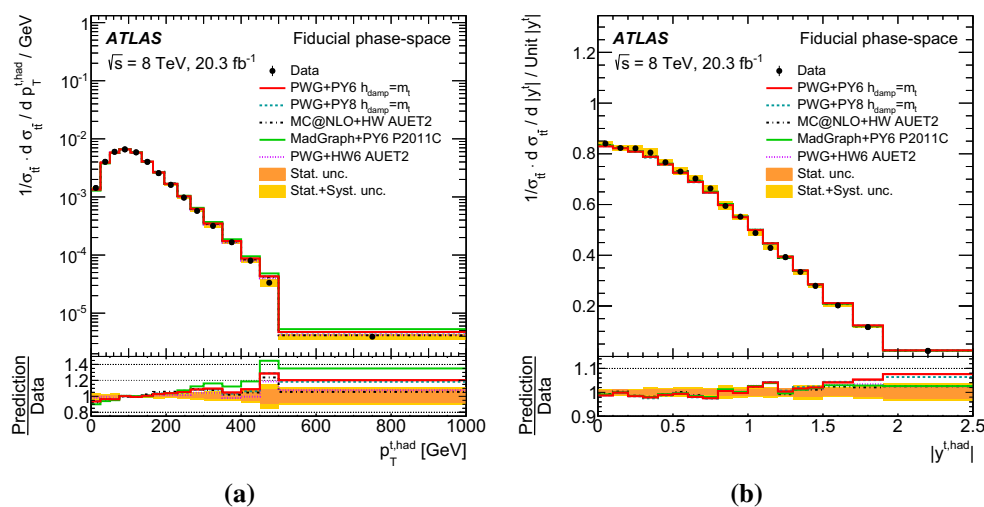 ATLAS Fiducial phase-space
√s = 8 TeV, 20.3 fb⁻¹
Data
PWG+PY6 h_damp=m_t
PWG+PY8 h_damp=m_t
MC@NLO+HW AUET2
MadGraph+PY6 P2011C
PWG+HW6 AUET2
Stat. unc.
Stat.+Syst. unc.
1/σ_tt̄ · d σ_tt̄ / d p_T^t,had / GeV
1
10⁻¹
10⁻²
10⁻³
10⁻⁴
10⁻⁵
Prediction
Data
1.4
1.2
1
0.8
0 200 400 600 800 1000
p_T^t,had [GeV]
(a)
ATLAS Fiducial phase-space
√s = 8 TeV, 20.3 fb⁻¹
Data
PWG+PY6 h_damp=m_t
PWG+PY8 h_damp=m_t
MC@NLO+HW AUET2
MadGraph+PY6 P2011C
PWG+HW6 AUET2
Stat. unc.
Stat.+Syst. unc.
1/σ_tt̄ · d σ_tt̄ / d |y^t| / Unit |y^t|
1.2
1.0
0.8
0.6
0.4
0.2
Prediction
Data
1.1
1
0.9
0 0.5 1 1.5 2 2.5
|y^t,had|
(b)